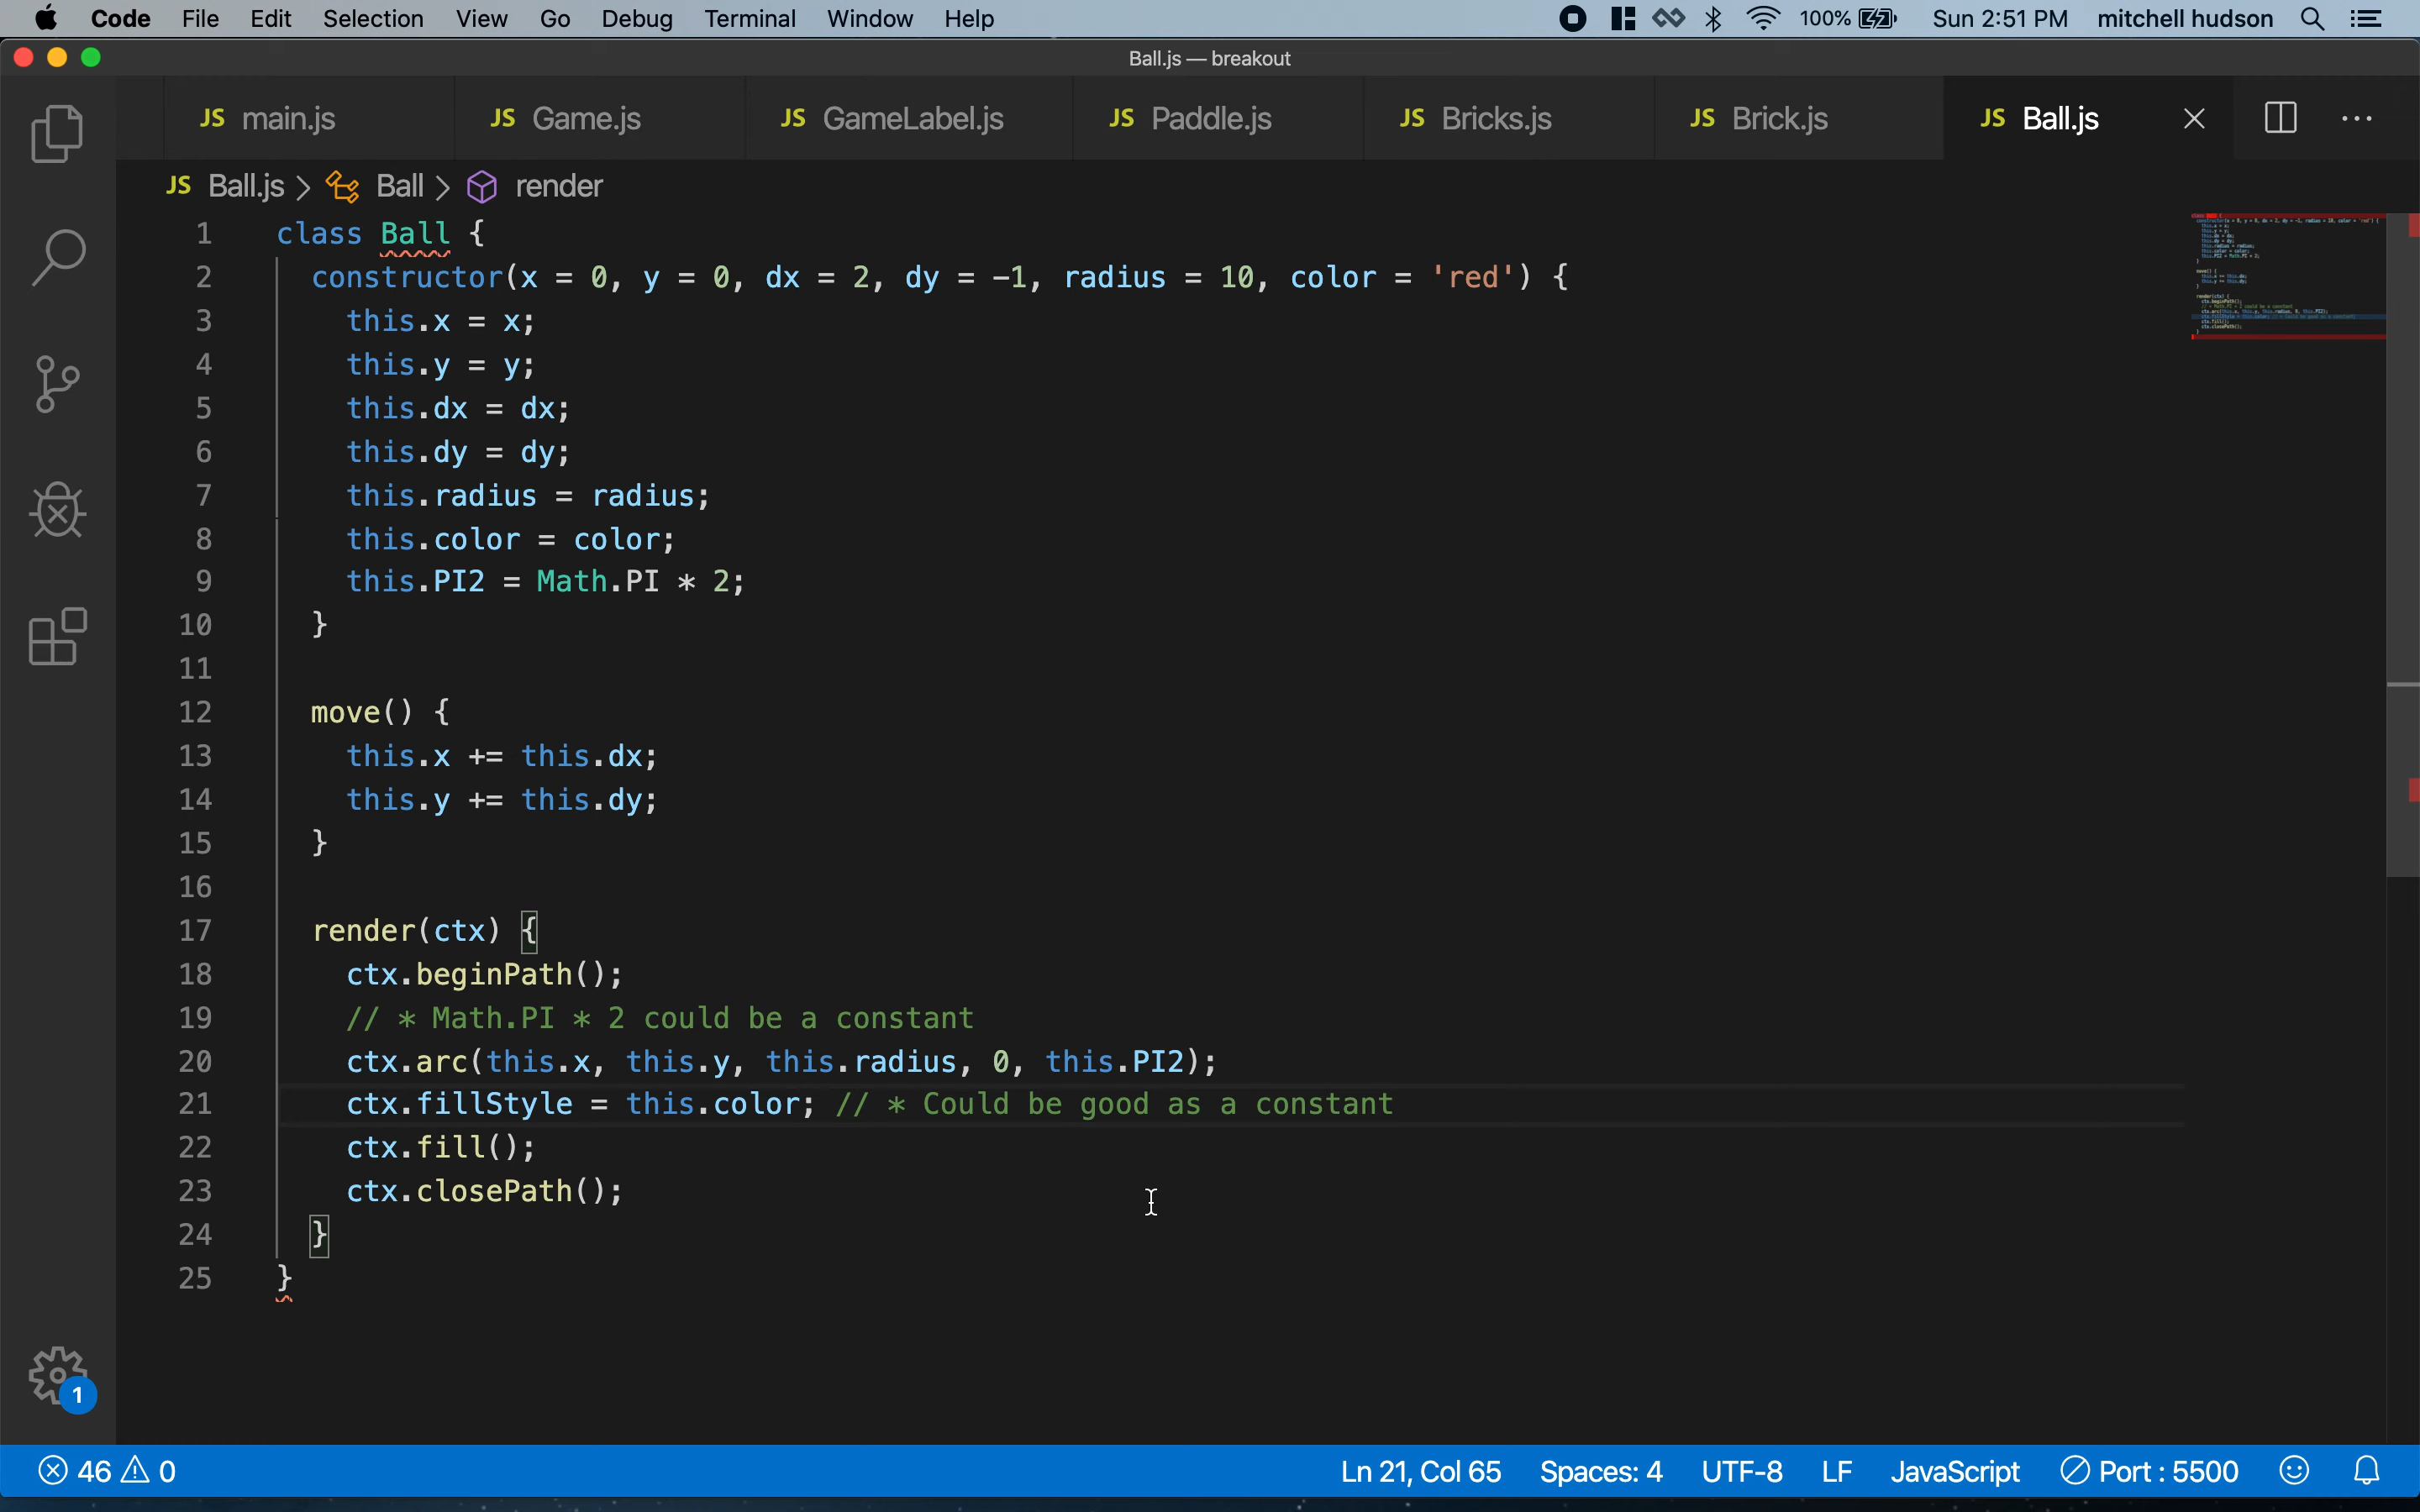 Code File Edit Selection View Go Debug Terminal Window Help 100% Sun 2:51 PM mitchell hudson
Ball.js — breakout
JS main.js JS Game.js JS GameLabel.js JS Paddle.js JS Bricks.js JS Brick.js JS Ball.js
JS Ball.js > Ball > render
1 class Ball {
2 constructor(x = 0, y = 0, dx = 2, dy = -1, radius = 10, color = 'red') {
3 this.x = x;
4 this.y = y;
5 this.dx = dx;
6 this.dy = dy;
7 this.radius = radius;
8 this.color = color;
9 this.PI2 = Math.PI * 2;
10 }
11
12 move() {
13 this.x += this.dx;
14 this.y += this.dy;
15 }
16
17 render(ctx) {
18 ctx.beginPath();
19 // * Math.PI * 2 could be a constant
20 ctx.arc(this.x, this.y, this.radius, 0, this.PI2);
21 ctx.fillStyle = this.color; // * Could be good as a constant
22 ctx.fill();
23 ctx.closePath();
24 }
25 }
1
46 0 Ln 21, Col 65 Spaces: 4 UTF-8 LF JavaScript Port : 5500